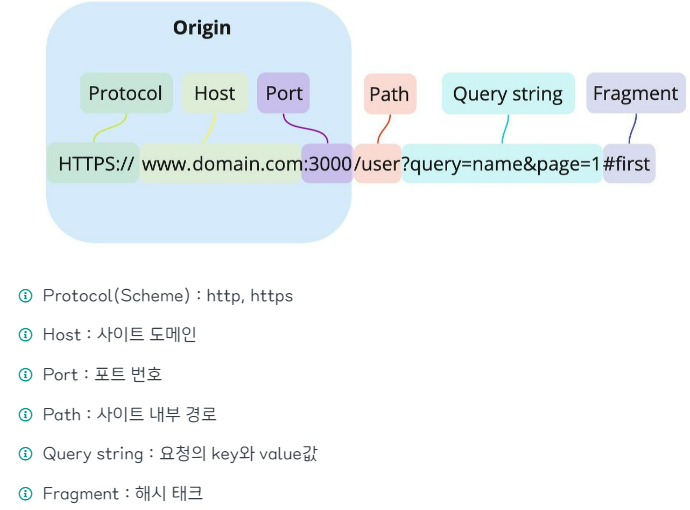 Origin
Protocol Host Port Path Query string Fragment
HTTPS:// www.domain.com:3000/user?query=name&page=1#first
Protocol(Scheme) : http, https
Host : 사이트 도메인
Port : 포트 번호
Path : 사이트 내부 경로
Query string : 요청의 key와 value값
Fragment : 해시 태크